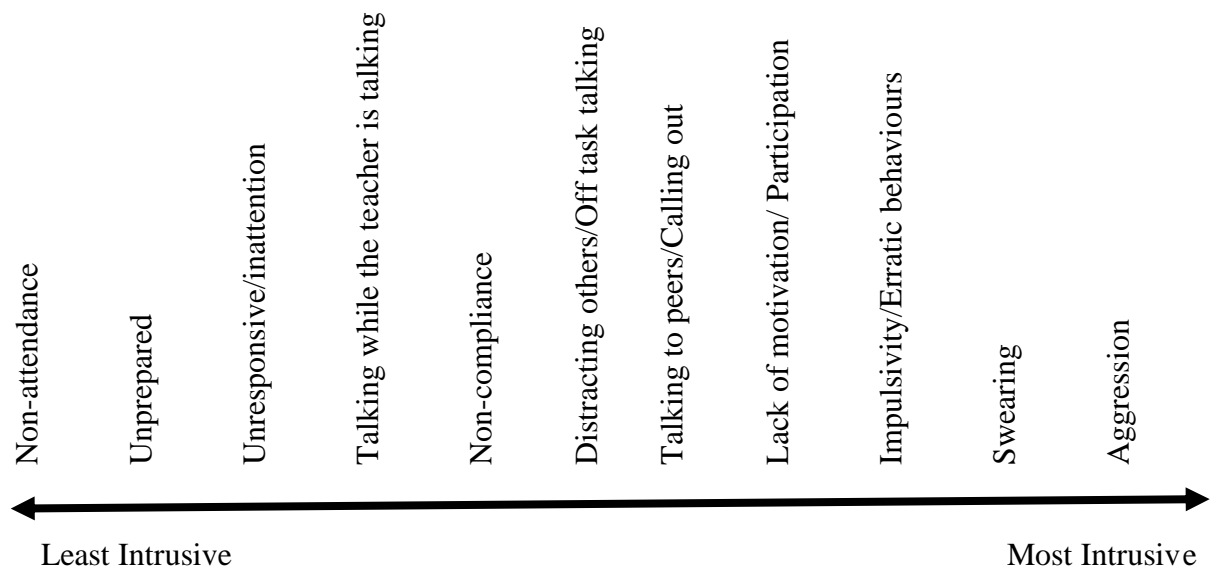 Non-attendance
Unprepared
Unresponsive/inattention
Talking while the teacher is talking
Non-compliance
Distracting others/Off task talking
Talking to peers/Calling out
Lack of motivation/ Participation
Impulsivity/Erratic behaviours
Swearing
Aggression
Least Intrusive
Most Intrusive